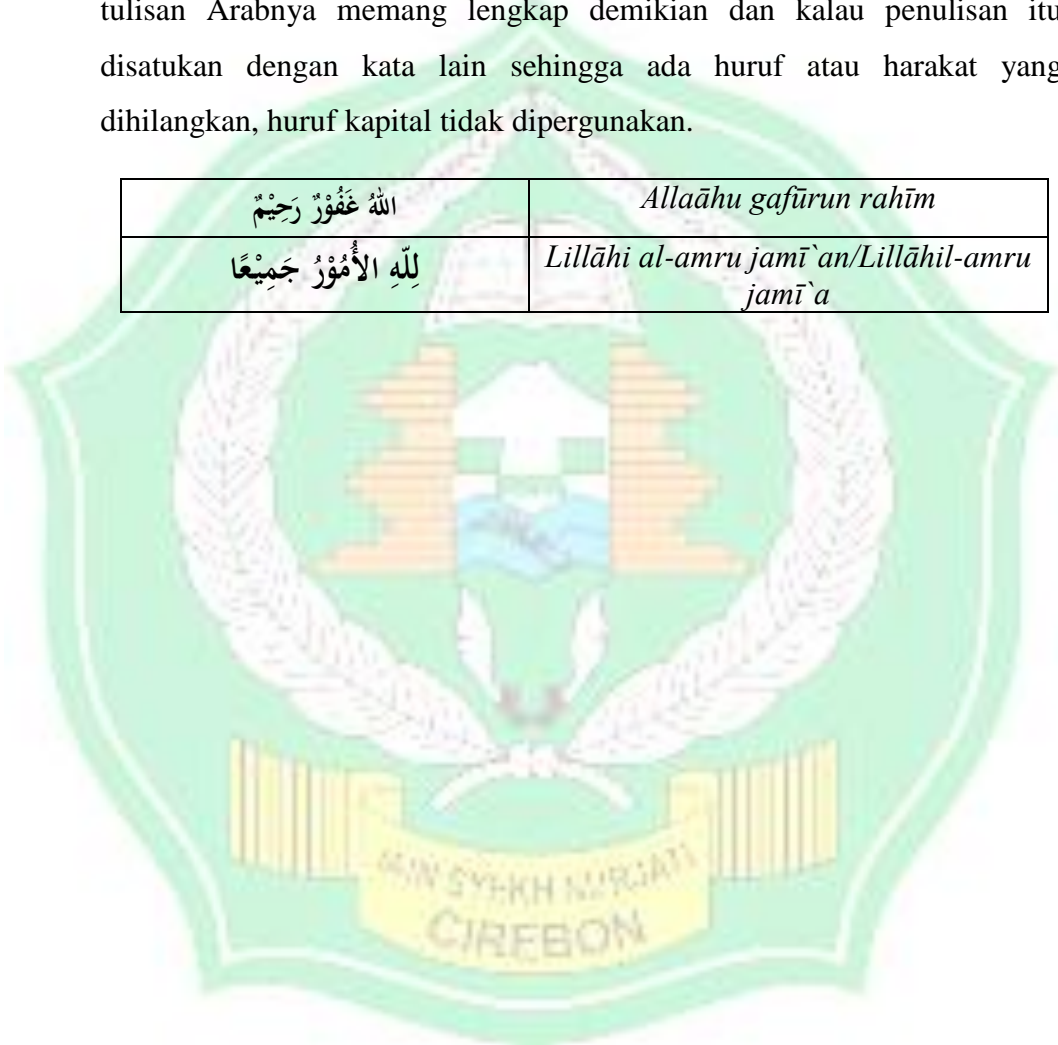 tulisan Arabnya memang lengkap demikian dan kalau penulisan itu
disatukan dengan kata lain sehingga ada huruf atau harakat yang
dihilangkan, huruf kapital tidak dipergunakan.
اللهُ غَفُوْرٌ رَحِيْمٌ
Allaāhu gafūrun rahīm
لِلّهِ الأُمُوْرُ جَمِيْعًا
Lillāhi al-amru jamī`an/Lillāhil-amru
jamī`a
IAIN SYEKH NURJATI
CIREBON